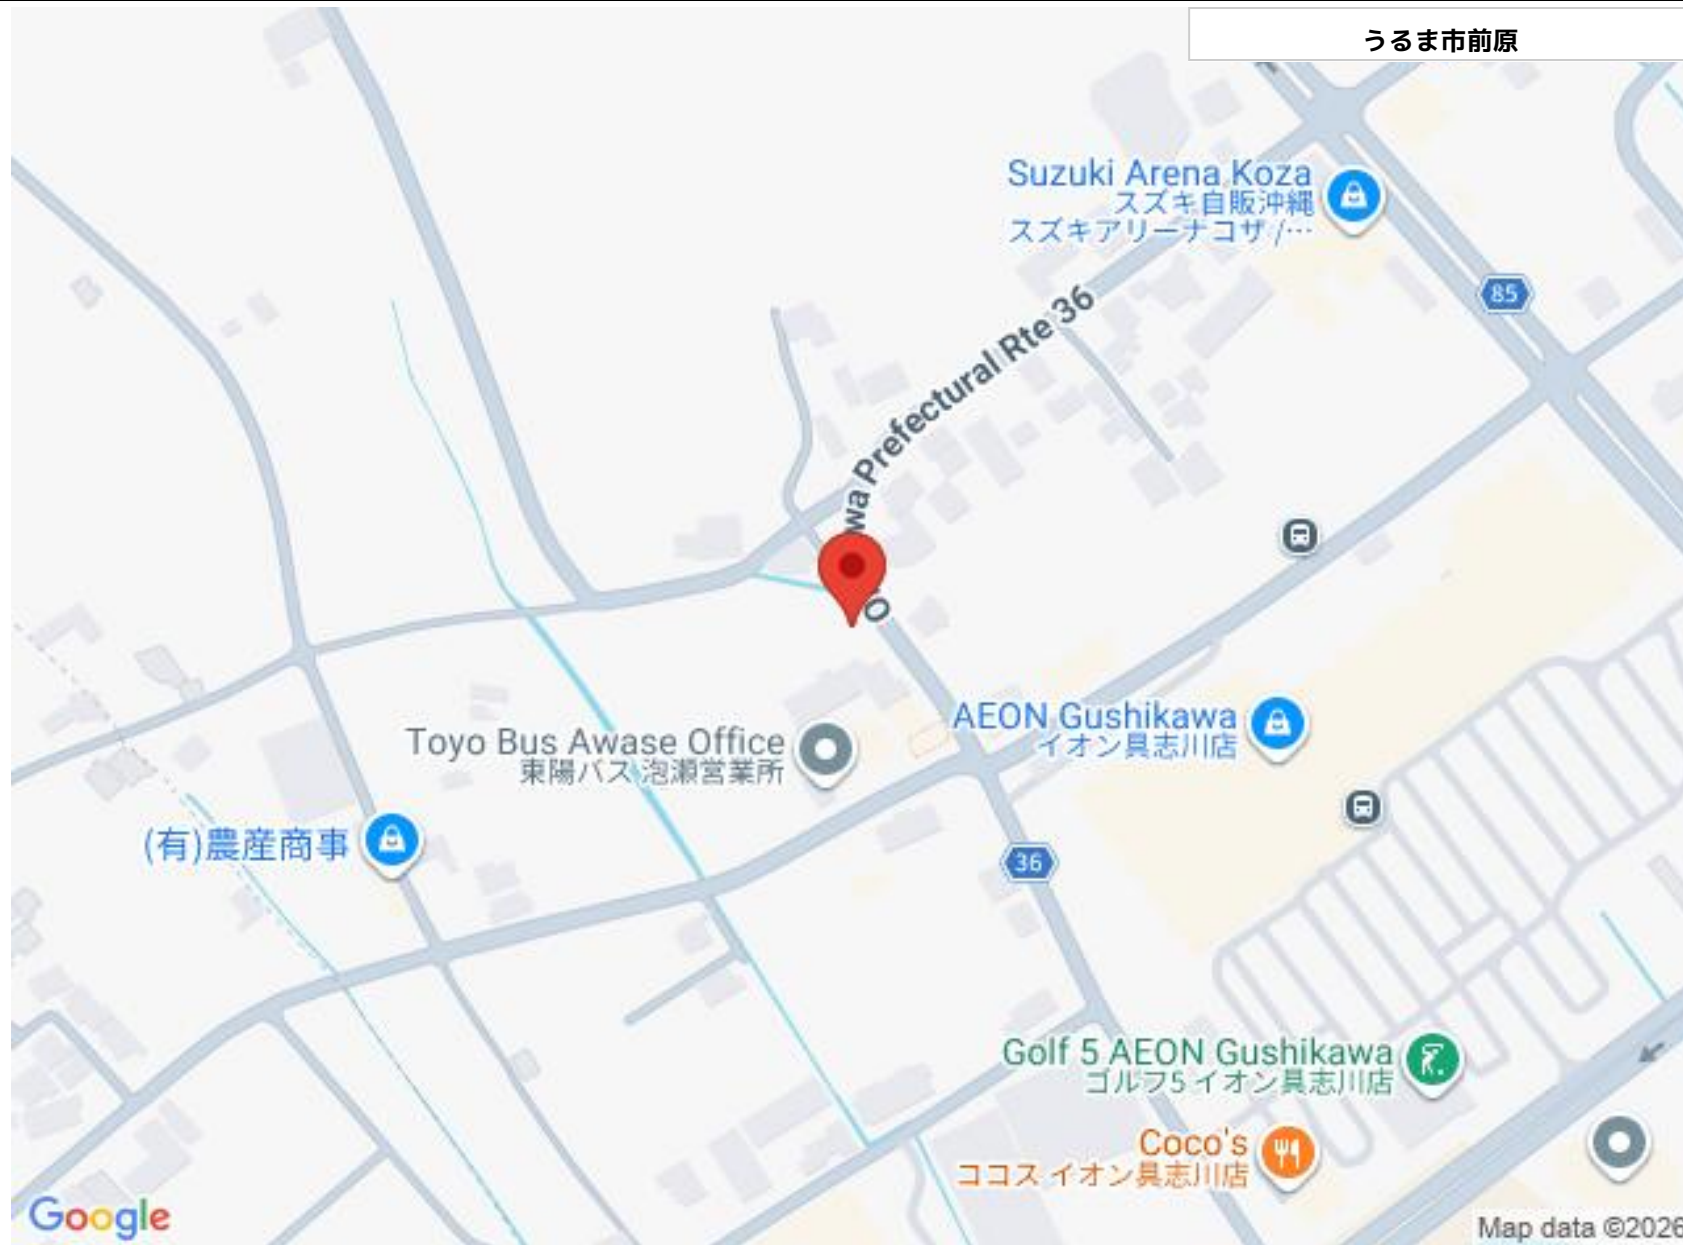 うるま市前原
Suzuki Arena Koza
スズキ自販沖縄
スズキアリーナコザ /…
85
wa Prefectural Rte 36
O
AEON Gushikawa
イオン具志川店
Toyo Bus Awase Office
東陽バス 泡瀬営業所
(有)農産商事
36
Golf 5 AEON Gushikawa
ゴルフ5 イオン具志川店
Coco's
ココス イオン具志川店
Google
Map data ©2026